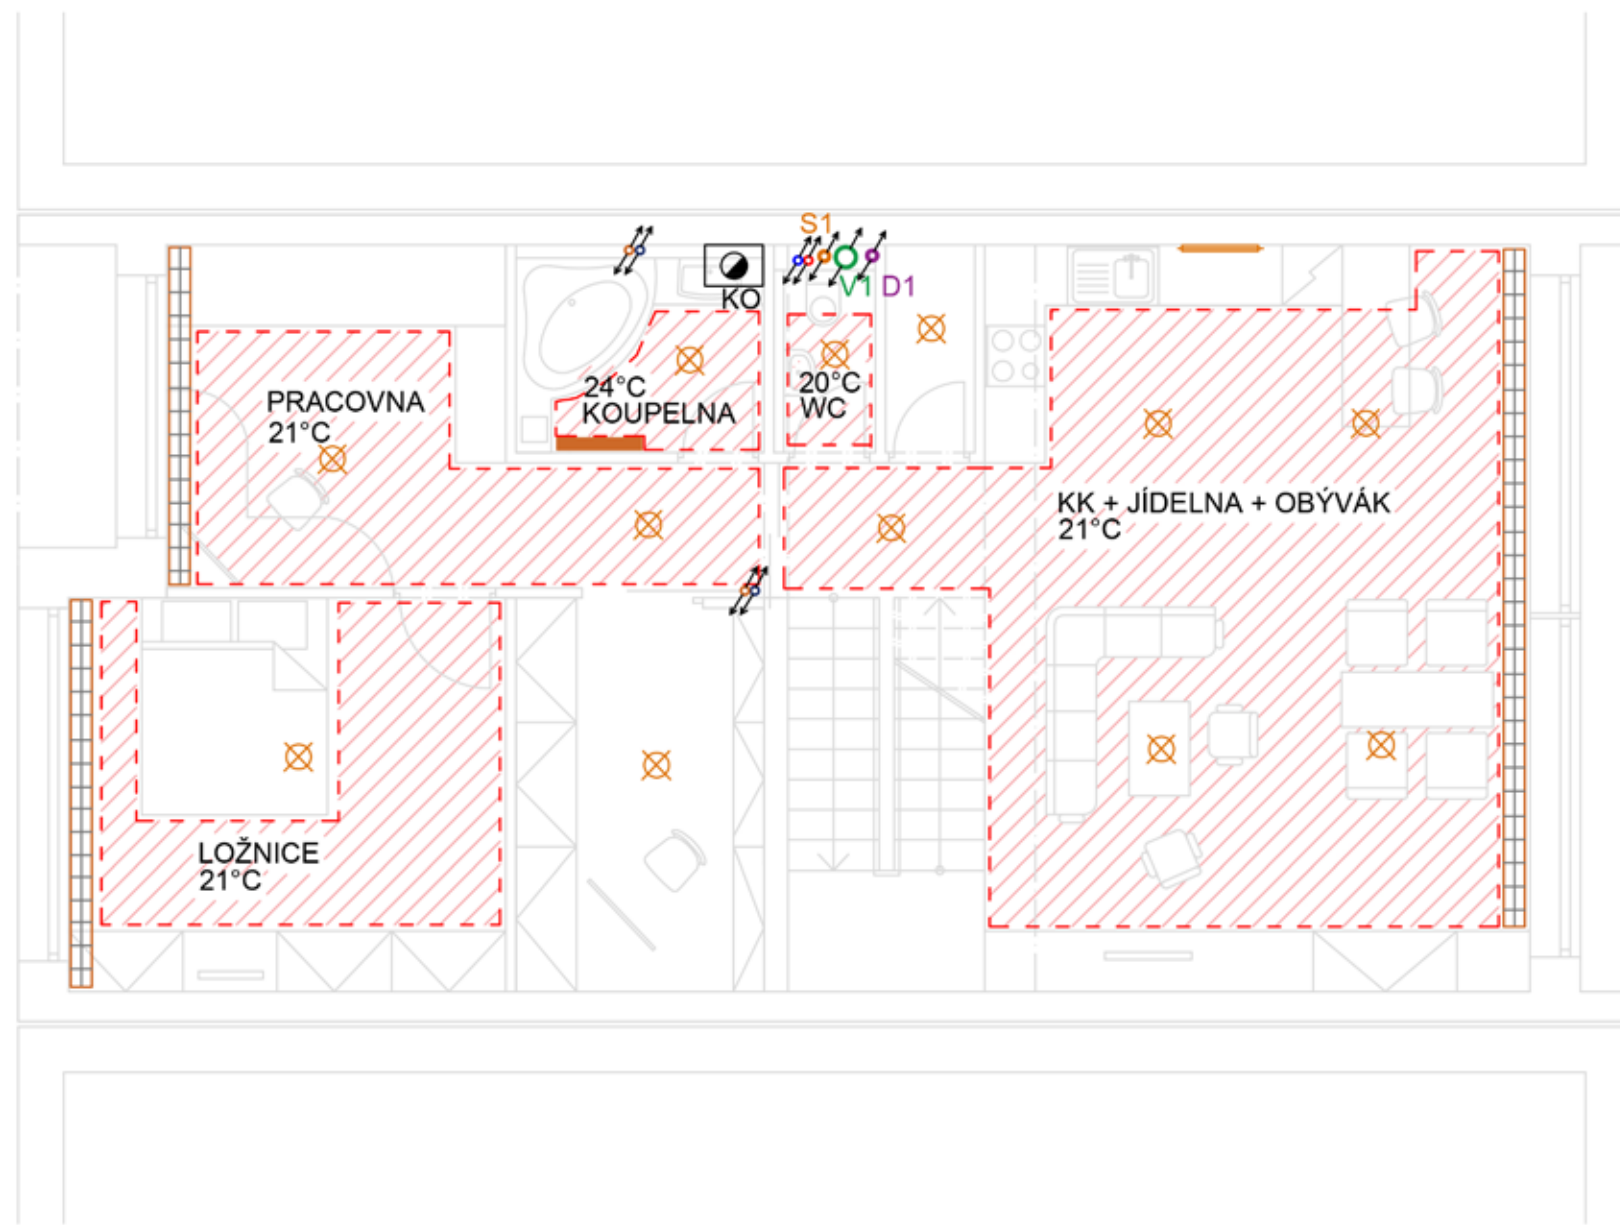 S1
V1 D1
KO
PRACOVNA
21°C
24°C
KOUPELNA
20°C
WC
KK + JÍDELNA + OBÝVÁK
21°C
LOŽNICE
21°C